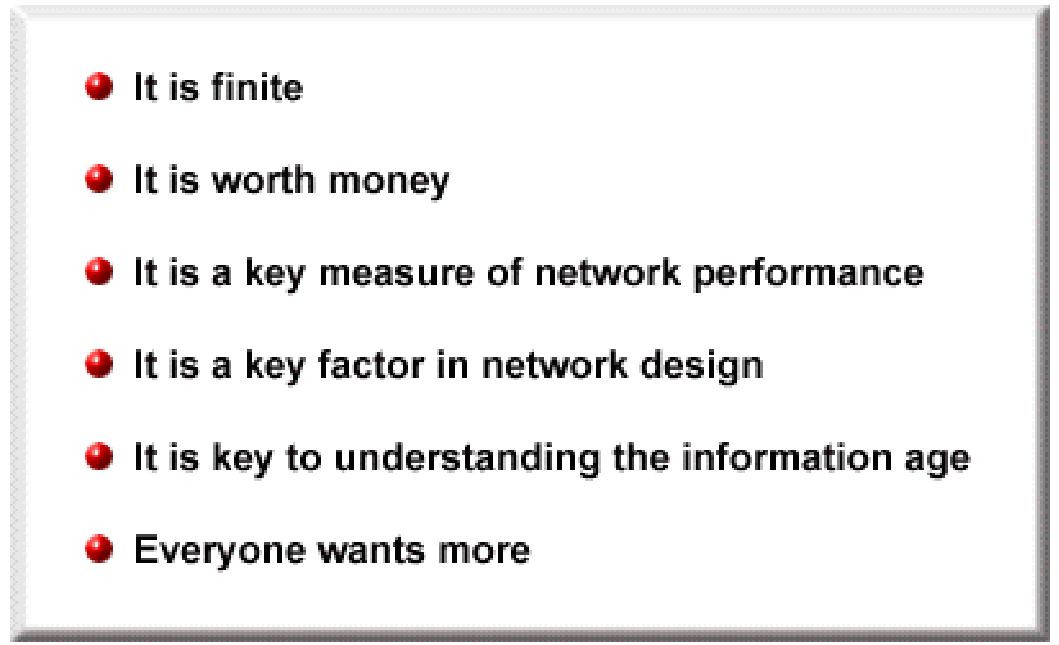 It is finite
It is worth money
It is a key measure of network performance
It is a key factor in network design
It is key to understanding the information age
Everyone wants more